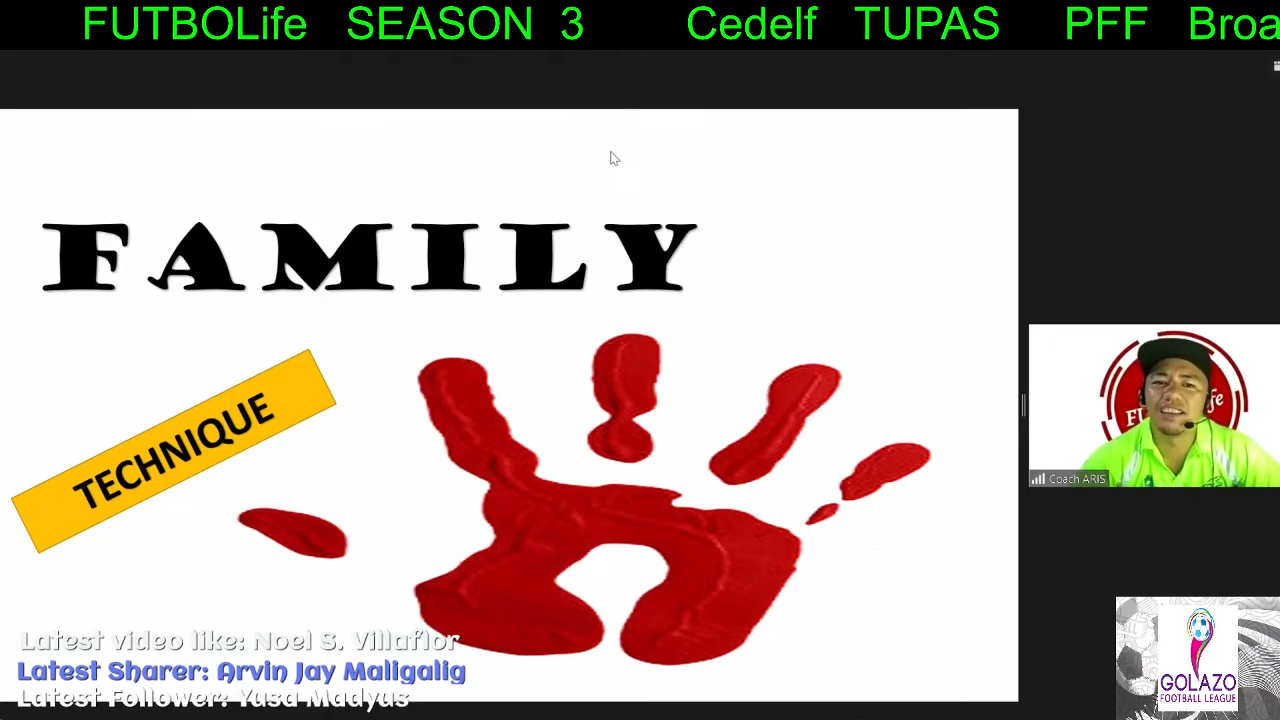 FUTBOLife SEASON 3 Cedelf TUPAS PFF Broa
FAMILY
TECHNIQUE
Coach ARIS
Latest video like: Noel S. Villaflor
Latest Sharer: Arvin Jay Maligalig
Latest Follower: Yusa Madyus
GOLAZO
FOOTBALL LEAGUE